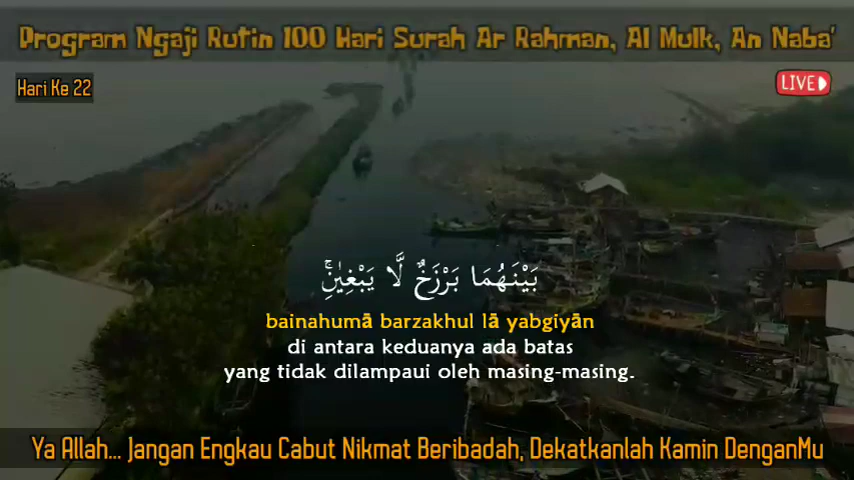 Program Ngaji Rutin 100 Hari Surah Ar Rahman, Al Mulk, An Naba'
Hari Ke 22
LIVE
بَيْنَهُمَا بَرْزَخٌ لَّا يَبْغِيٰنِۚ
bainahumā barzakhul lā yabgiyān
di antara keduanya ada batas
yang tidak dilampaui oleh masing-masing.
Ya Allah... Jangan Engkau Cabut Nikmat Beribadah, Dekatkanlah Kamin DenganMu